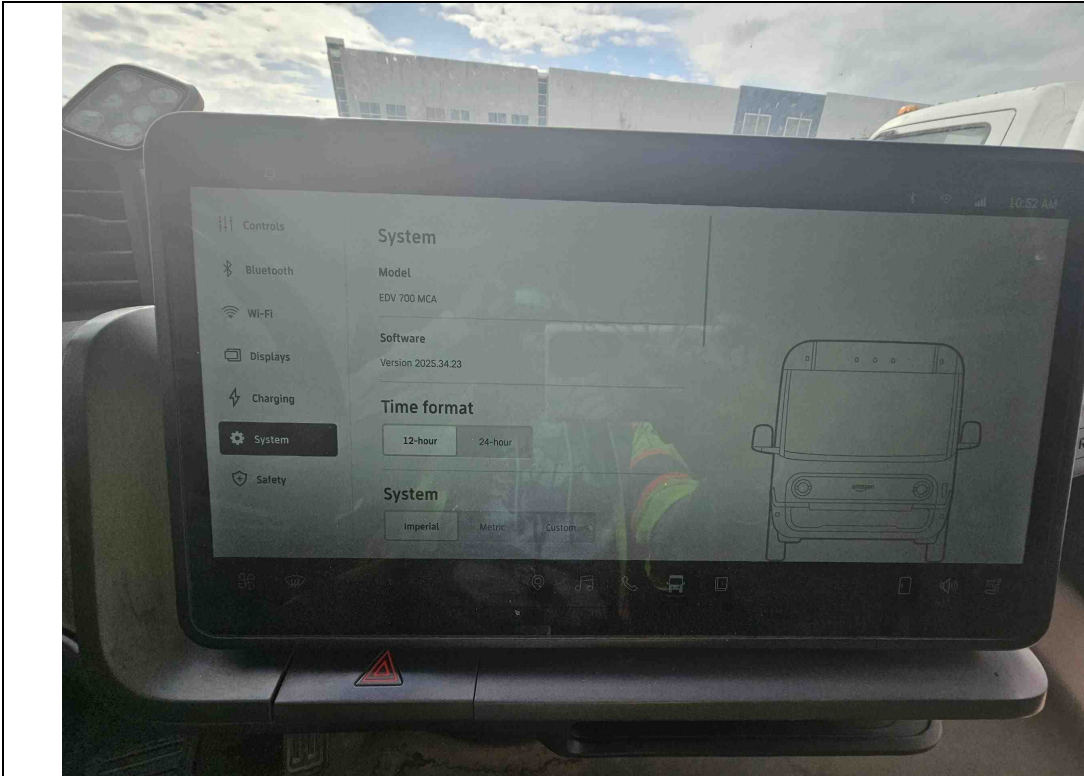 10:52 AM
Controls
Bluetooth
Wi-Fi
Displays
Charging
System
Safety
System
Model
EDV 700 MCA
Software
Version 2025.34.23
Time format
12-hour 24-hour
System
Imperial Metric Custom
amazon